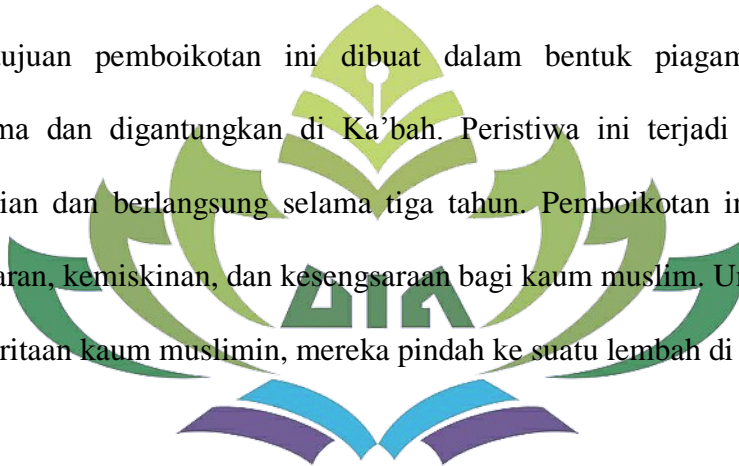 ujuan pemboikotan ini dibuat dalam bentuk piagam
ma dan digantungkan di Ka’bah. Peristiwa ini terjadi
ian dan berlangsung selama tiga tahun. Pemboikotan in
aran, kemiskinan, dan kesengsaraan bagi kaum muslim. Un
ritaan kaum muslimin, mereka pindah ke suatu lembah di